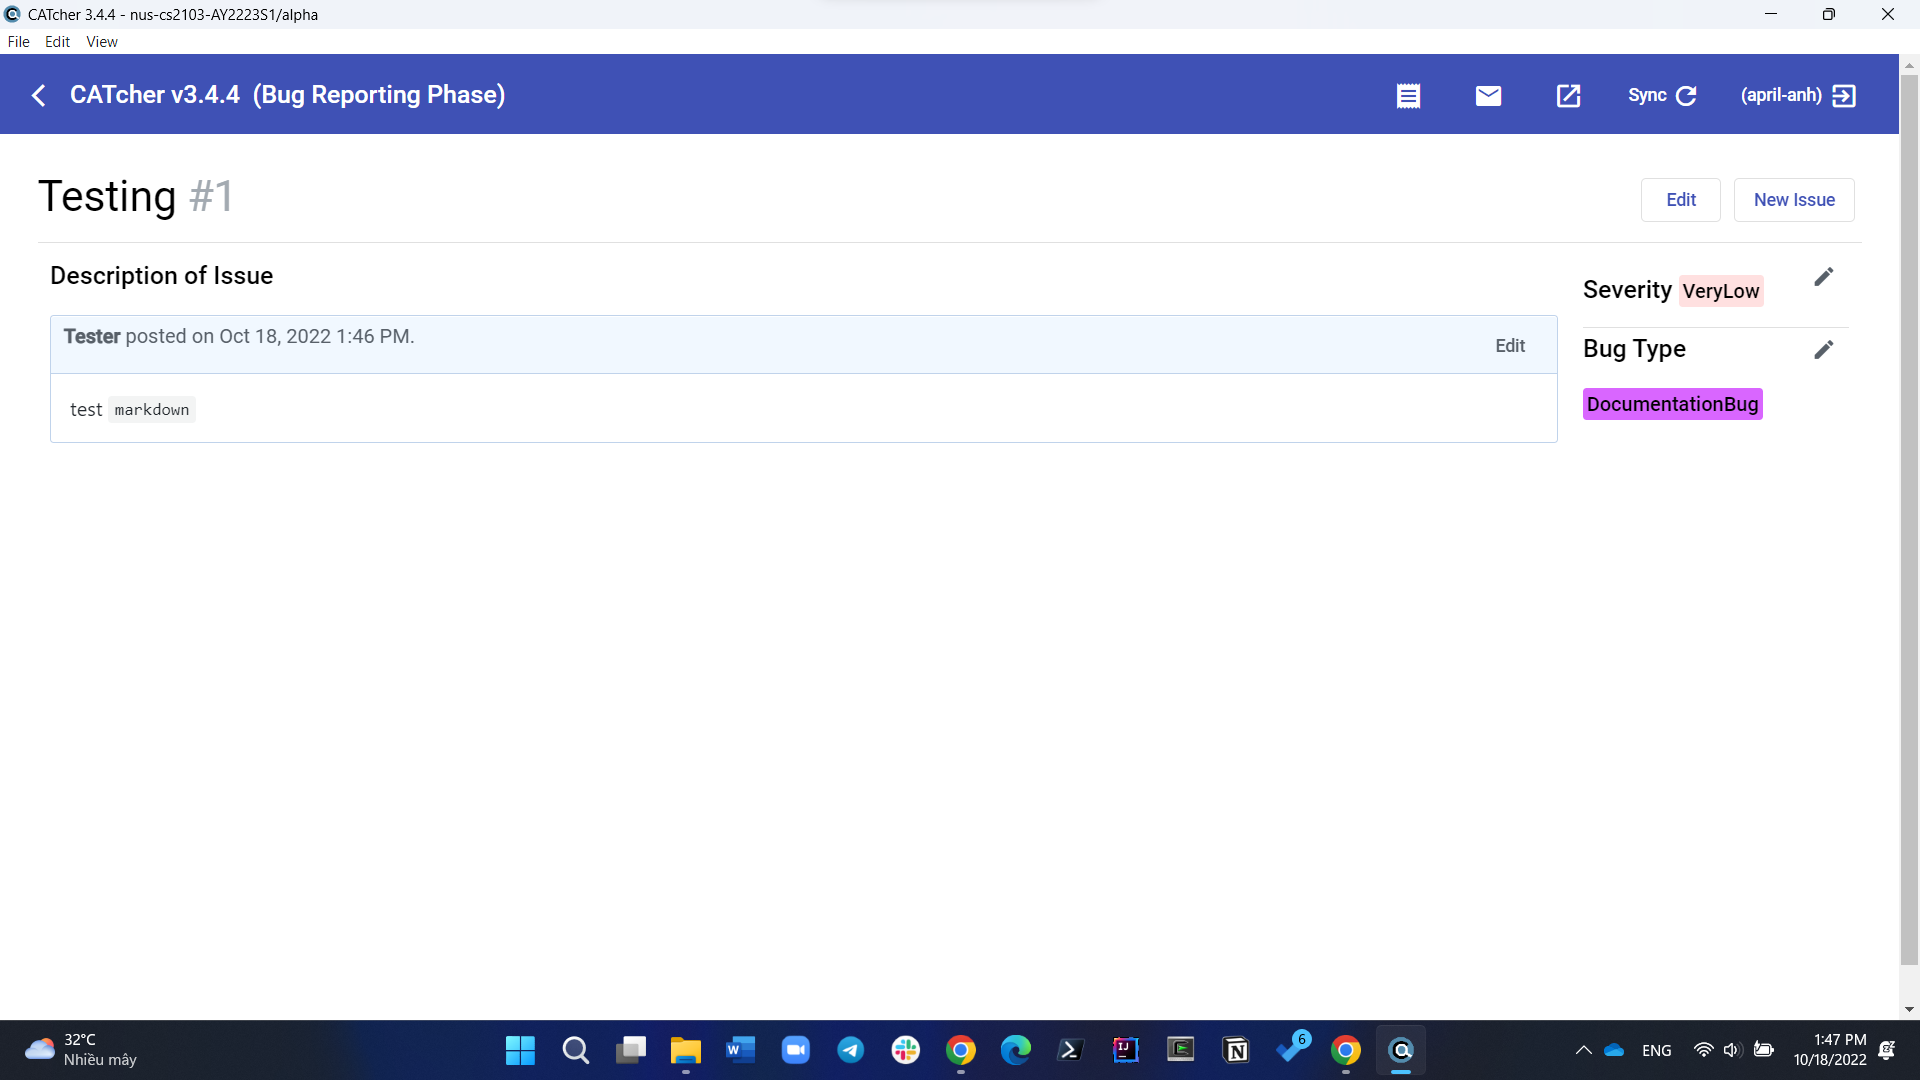 CATcher 3.4.4 - nus-cs2103-AY2223S1/alpha
File Edit View
CATcher v3.4.4 (Bug Reporting Phase)
Sync
(april-anh)
Testing #1
Edit
New Issue
Description of Issue
Tester posted on Oct 18, 2022 1:46 PM.
Edit
test markdown
Severity VeryLow
Bug Type
DocumentationBug
32°C
Nhiều mây
W
IJ
N
6
ENG
1:47 PM
10/18/2022